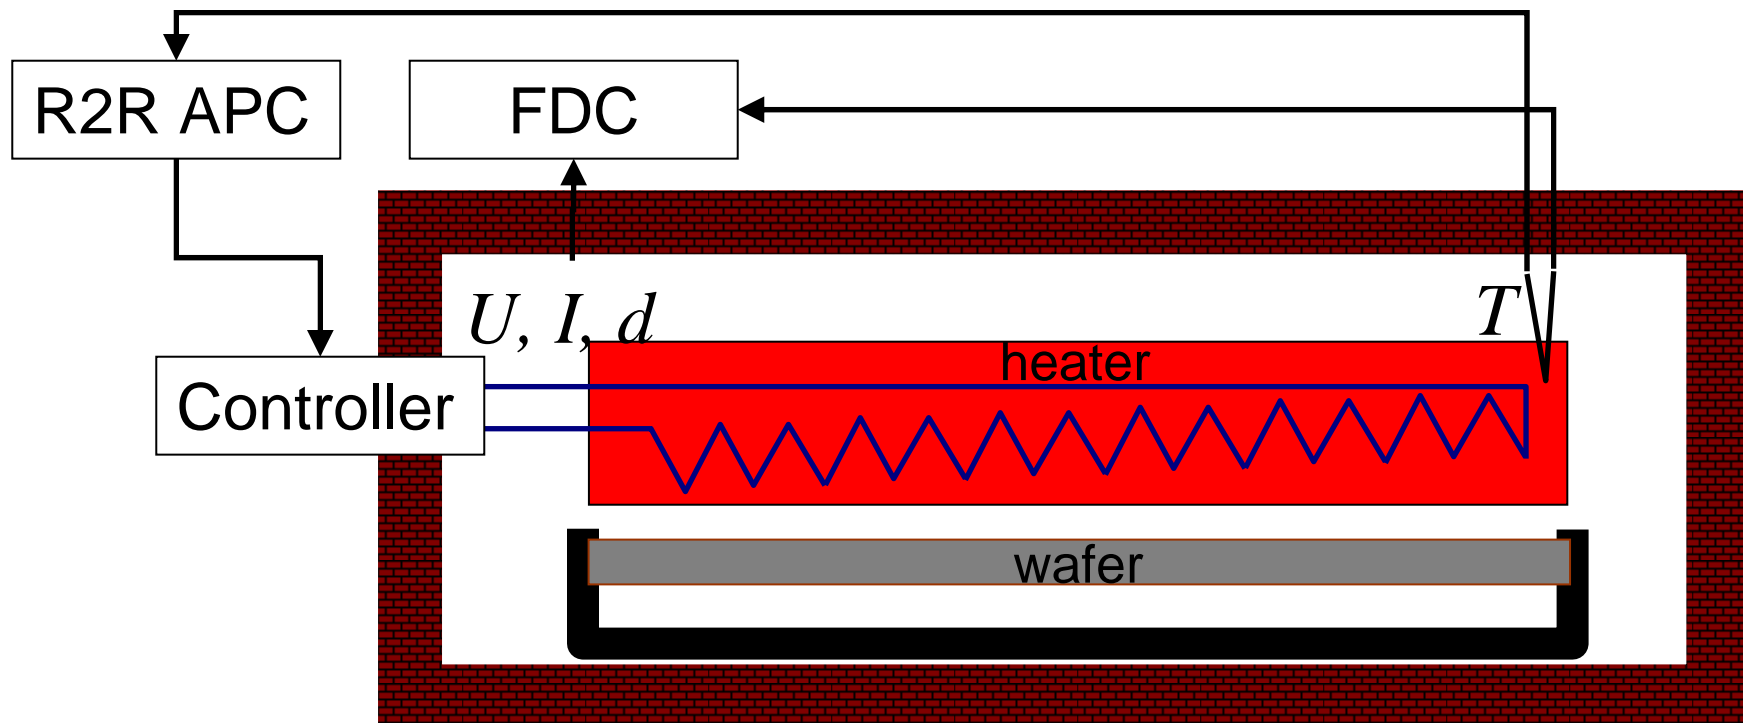 R2R APC
FDC
U, I, d
T
heater
Controller
wafer